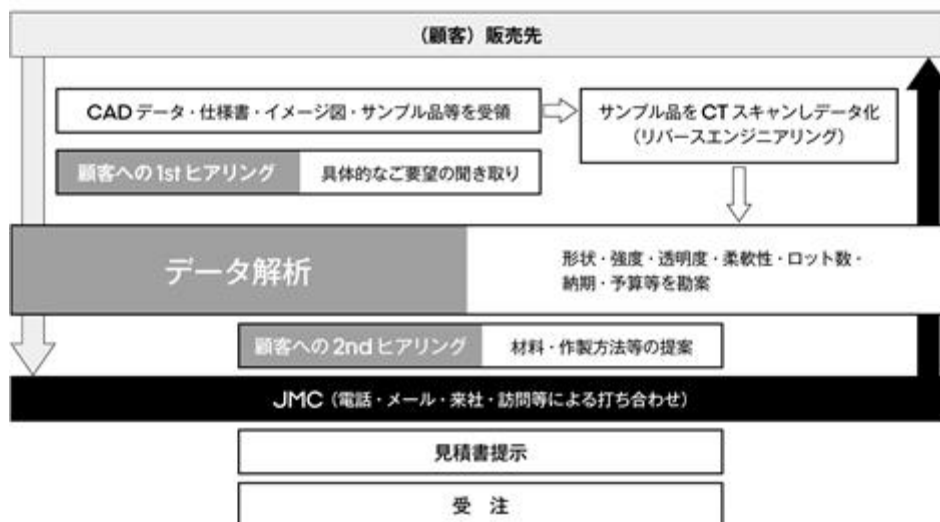 （顧客）販売先
CADデータ・仕様書・イメージ図・サンプル品等を受領
サンプル品をCTスキャンしデータ化
（リバースエンジニアリング）
顧客への1stヒアリング
具体的なご要望の聞き取り
データ解析
形状・強度・透明度・柔軟性・ロット数・
納期・予算等を勘案
顧客への2ndヒアリング
材料・作製方法等の提案
JMC（電話・メール・来社・訪問等による打ち合わせ）
見積書提示
受　注